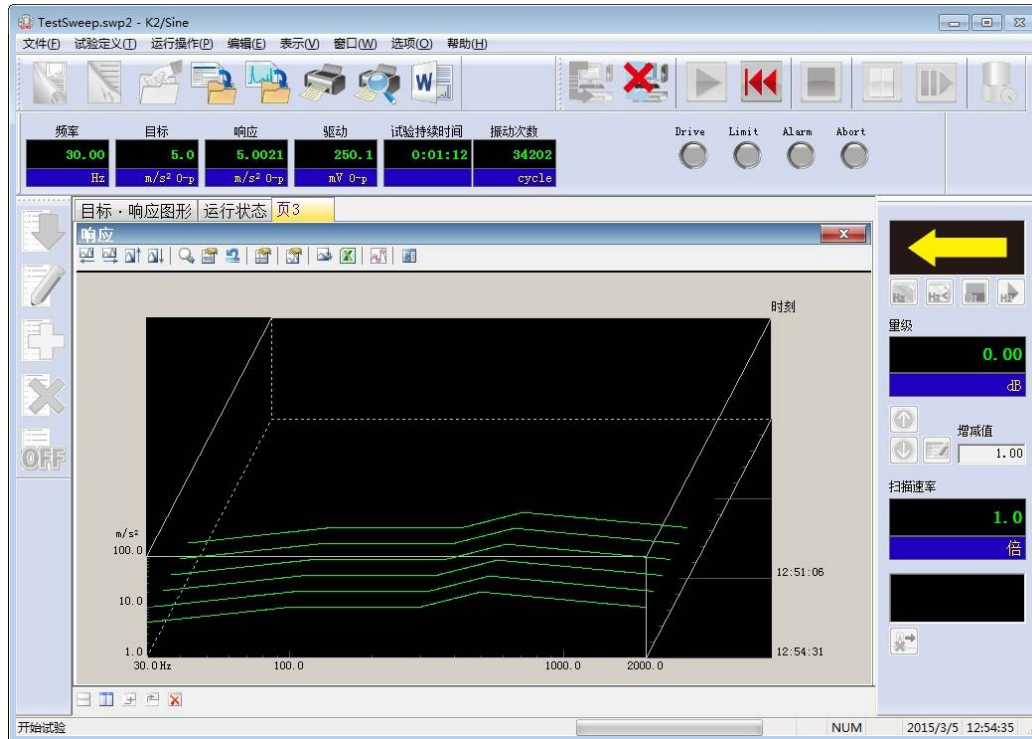 TestSweep.swp2 - K2/Sine
文件(F) 试验定义(T) 运行操作(P) 编辑(E) 表示(V) 窗口(W) 选项(O) 帮助(H)
频率 目标 响应 驱动 试验持续时间 振动次数 Drive Limit Alarm Abort
30.00 5.0 5.0021 250.1 0:01:12 34202
Hz m/s² 0-p m/s² 0-p mV 0-p cycle
目标・响应图形 运行状态 页3
响应
时刻
量级
0.00
dB
增减值
1.00
扫描速率
1.0
倍
m/s²
100.0
10.0
1.0
30.0Hz 100.0 1000.0 2000.0
12:51:06
12:54:31
OFF
开始试验 NUM 2015/3/5 12:54:35